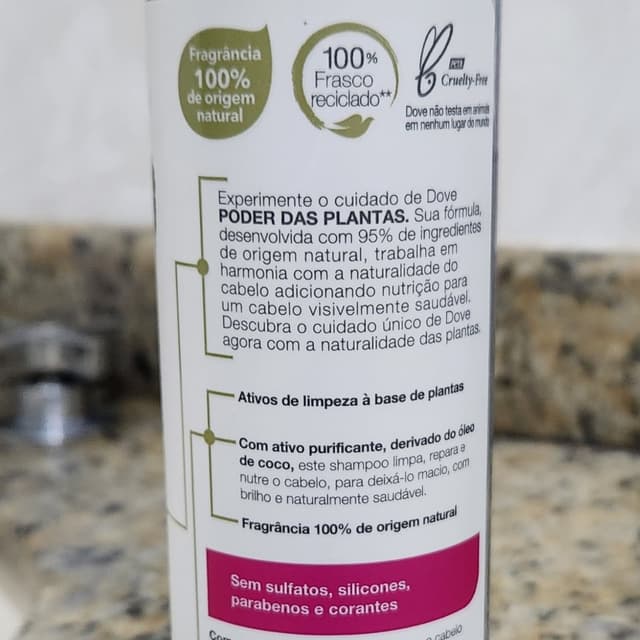 Fragrância
100%
de origem
natural
100%
Frasco
reciclado**
PETA
Cruelty-Free
Dove não testa em animais
em nenhum lugar do mundo
Experimente o cuidado de Dove
PODER DAS PLANTAS. Sua fórmula,
desenvolvida com 95% de ingredientes
de origem natural, trabalha em
harmonia com a naturalidade do
cabelo adicionando nutrição para
um cabelo visivelmente saudável.
Descubra o cuidado único de Dove
agora com a naturalidade das plantas.
Ativos de limpeza à base de plantas
Com ativo purificante, derivado do óleo
de coco, este shampoo limpa, repara e
nutre o cabelo, para deixá-lo macio, com
brilho e naturalmente saudável.
Fragrância 100% de origem natural
Sem sulfatos, silicones,
parabenos e corantes
cabelo